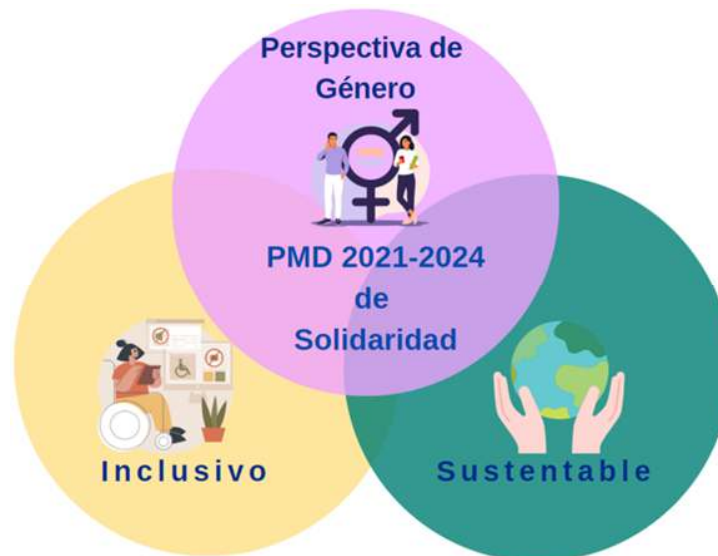 Perspectiva de
Género
PMD 2021-2024
de
Solidaridad
Inclusivo
Sustentable